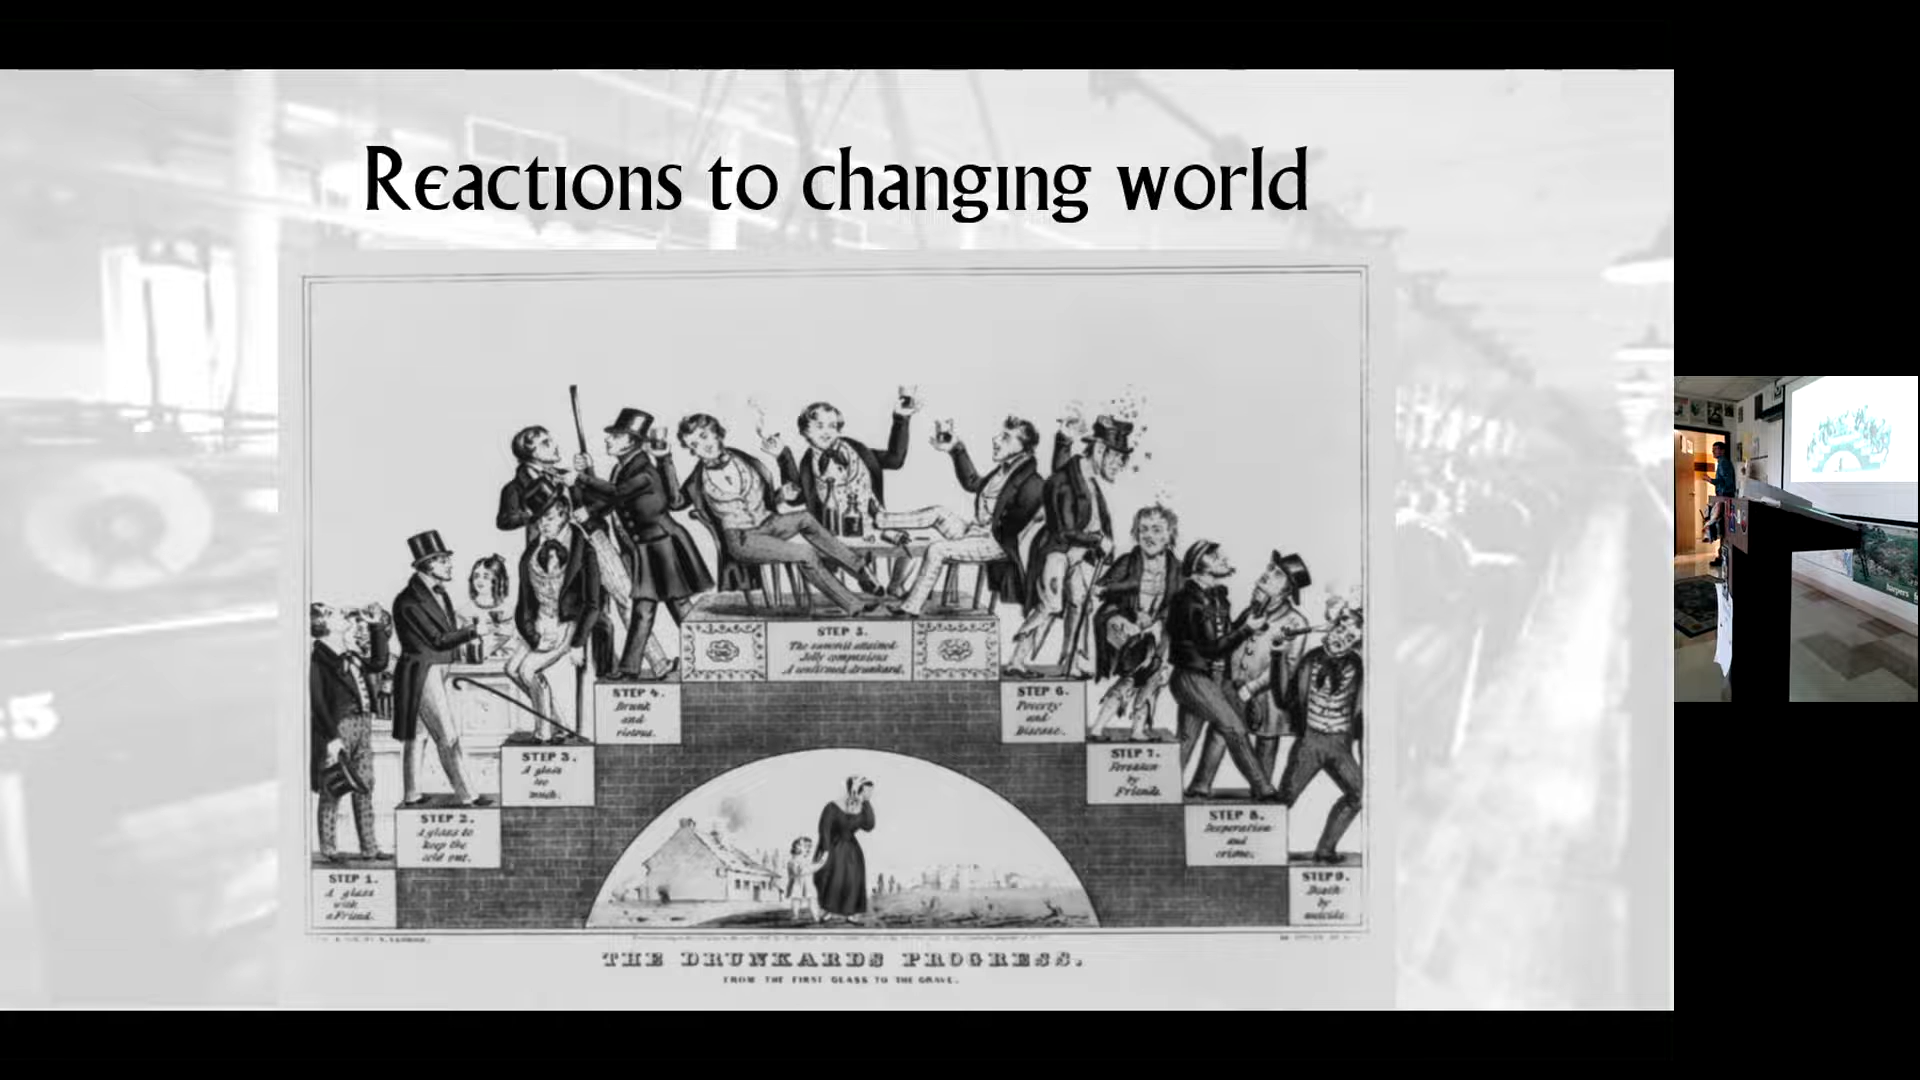 Reactions to changing world
STEP 5.
The summit attained.
Jolly companions
A confirmed drunkard.
STEP 4.
Drunk
and
riotous.
STEP 6.
Poverty
and
Disease.
STEP 3.
A glass
too
much.
STEP 7.
Forsaken
by
Friends.
STEP 2.
A glass to
keep the
cold out.
STEP 8.
Desperation
and
crime.
STEP 1.
A glass
with
a Friend.
STEP 9.
Death
by
suicide.
THE DRUNKARDS PROGRESS.
FROM THE FIRST GLASS TO THE GRAVE.
5